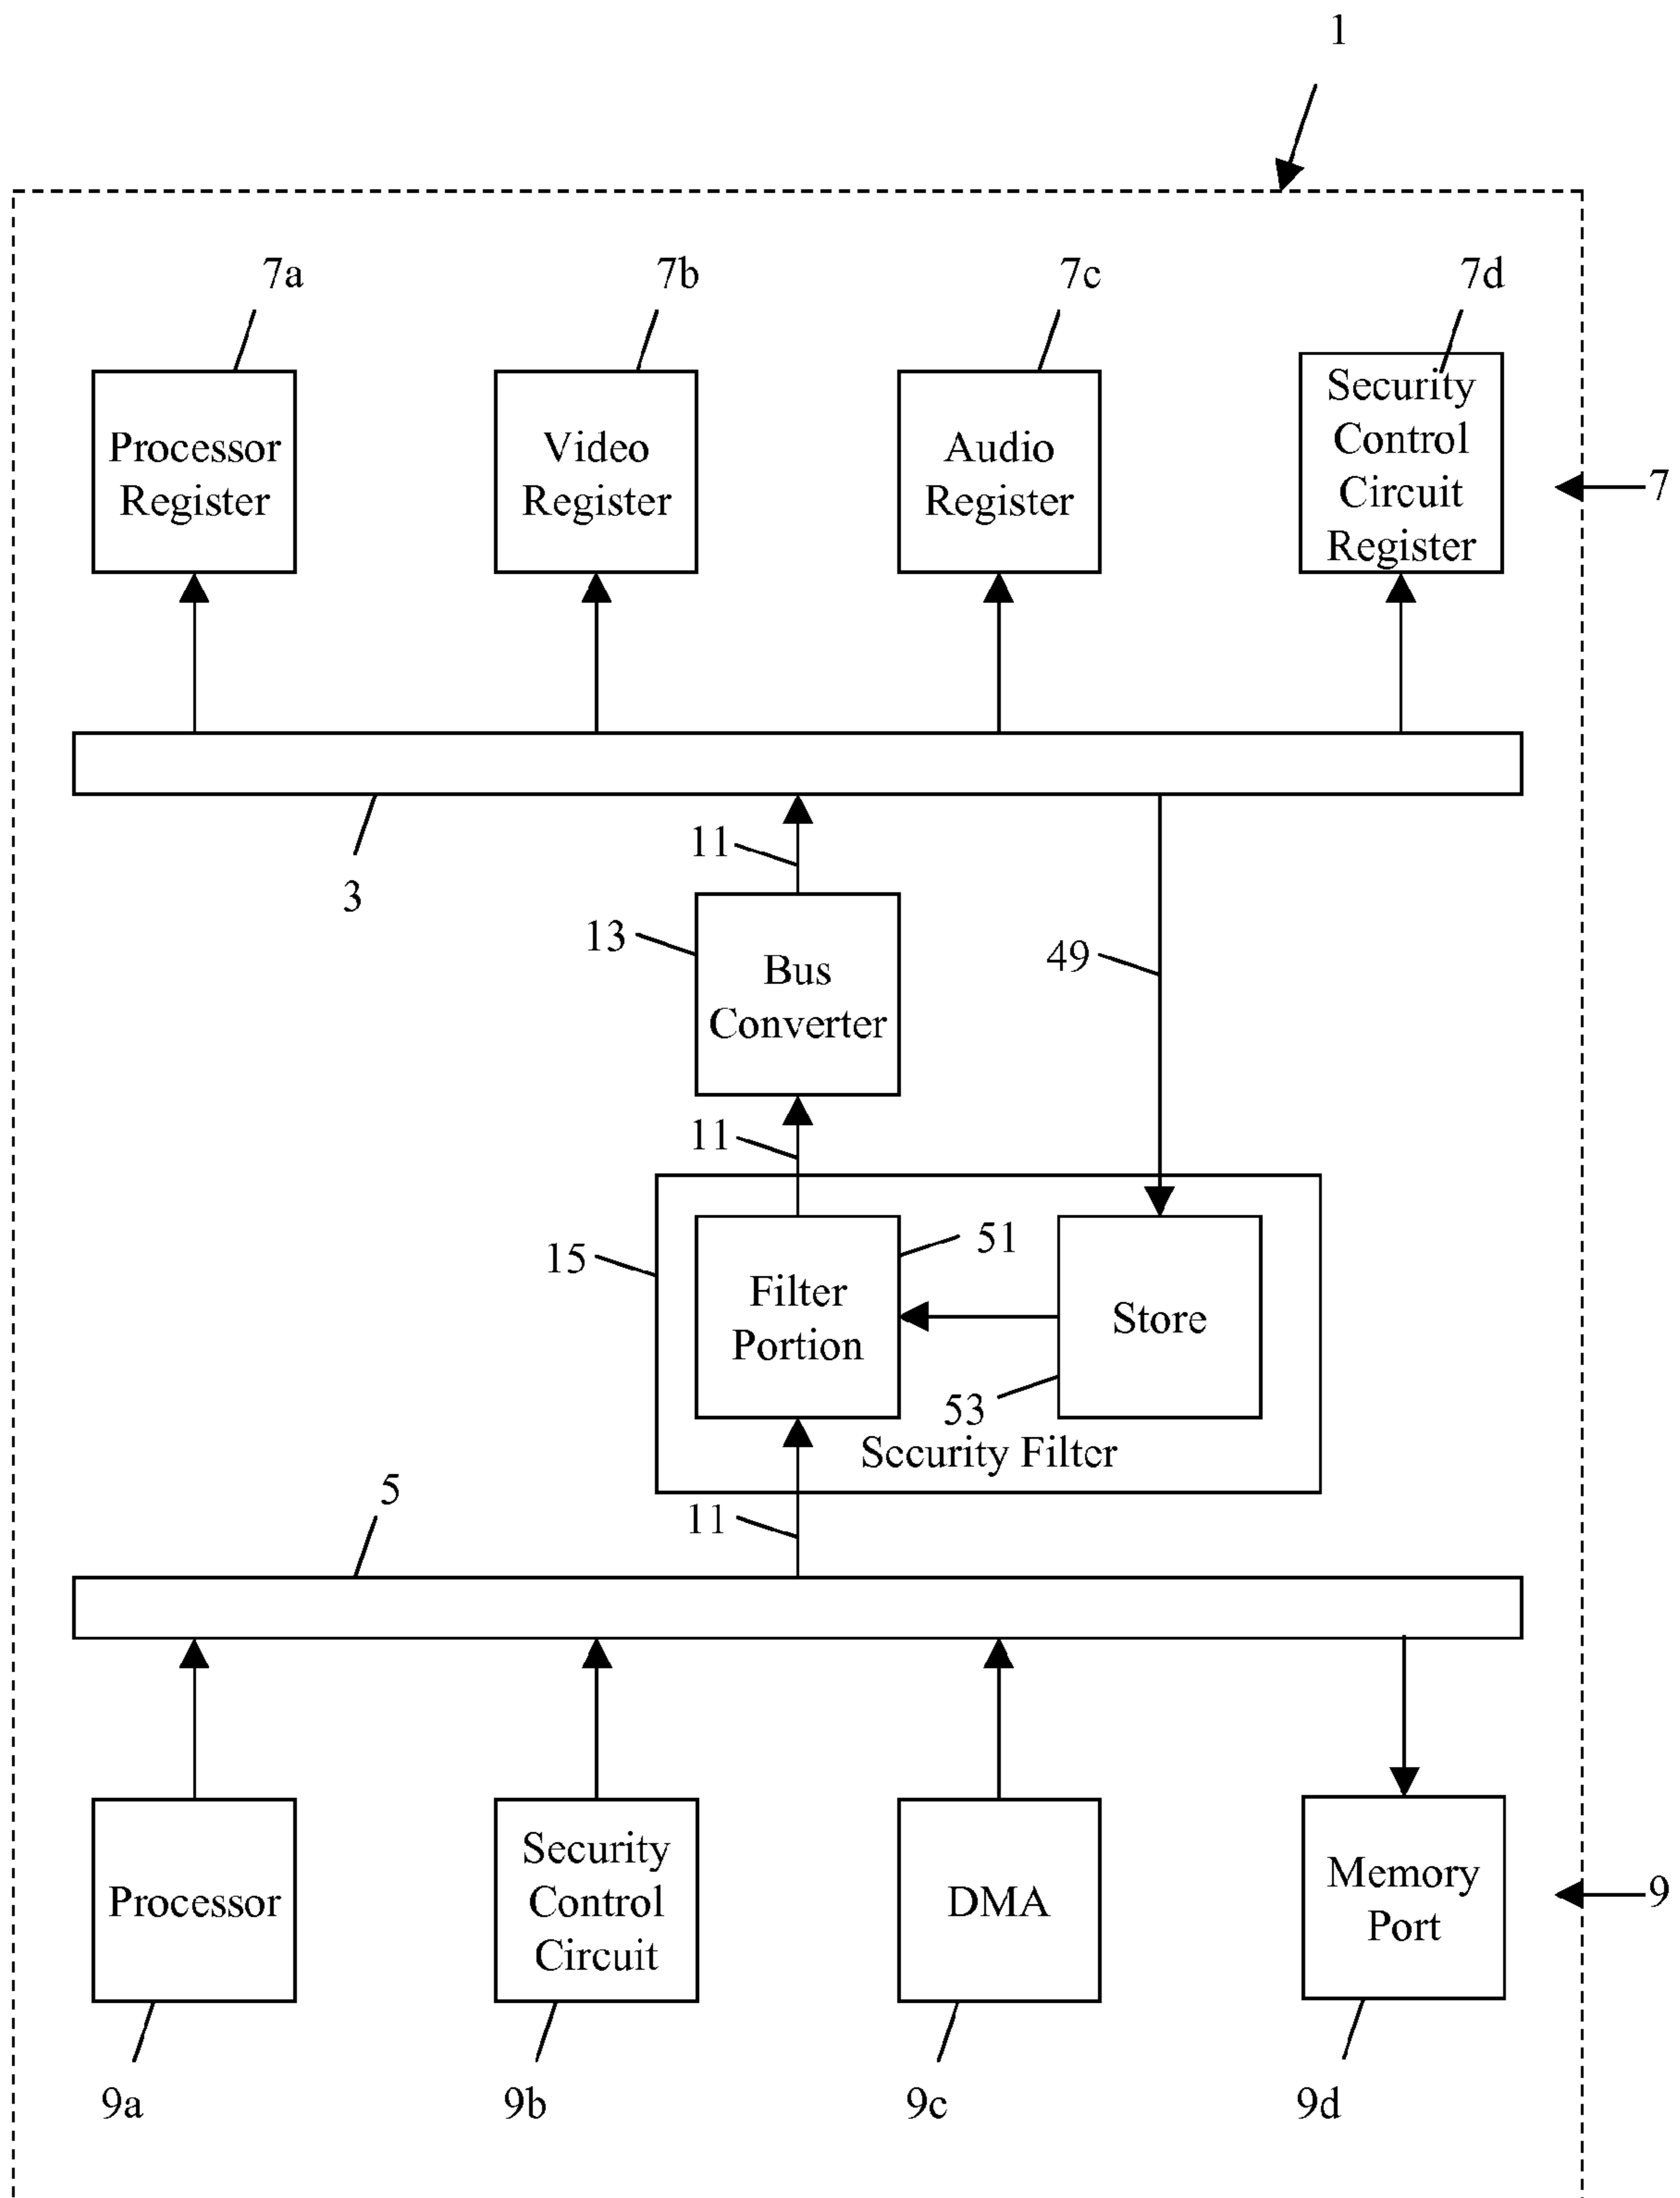 1
7a
7b
7c
7d
Processor
Register
Video
Register
Audio
Register
Security
Control
Circuit
Register
7
3
11
13
Bus
Converter
49
11
15
51
Filter
Portion
Store
53
Security Filter
5
11
Processor
Security
Control
Circuit
DMA
Memory
Port
9
9a
9b
9c
9d